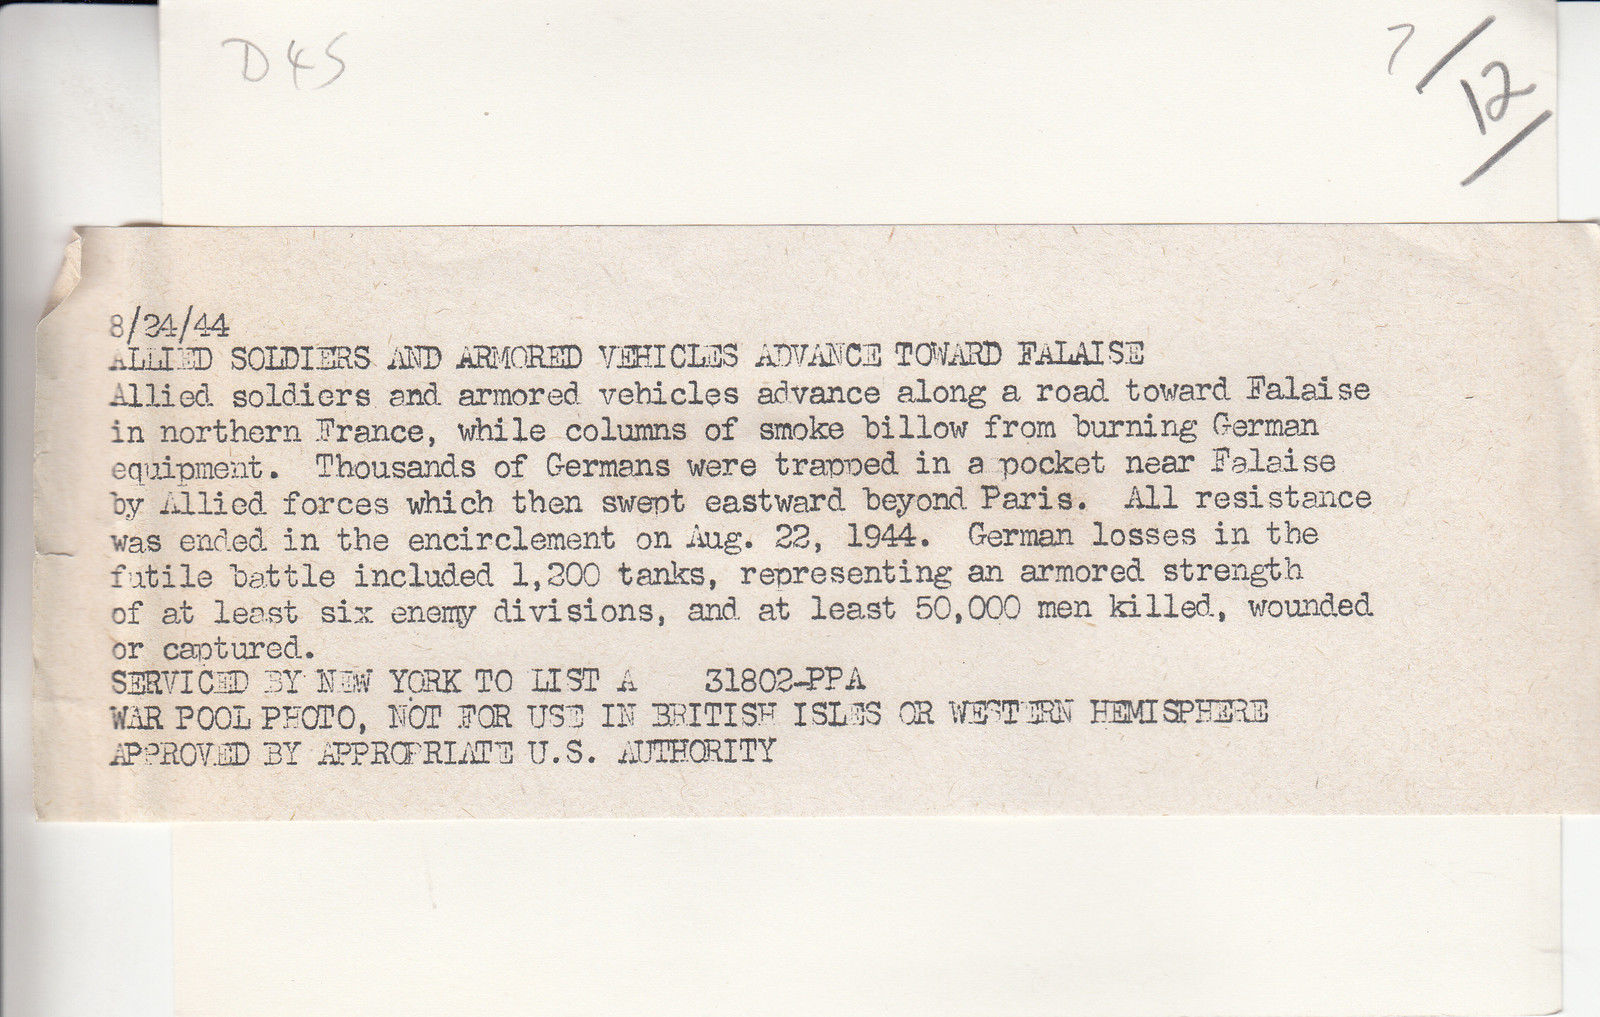 D45
7/12/
8/24/44
ALLIED SOLDIERS AND ARMORED VEHICLES ADVANCE TOWARD FALAISE
Allied soldiers and armored vehicles advance along a road toward Falaise
in northern France, while columns of smoke billow from burning German
equipment.  Thousands of Germans were trapped in a pocket near Falaise
by Allied forces which then swept eastward beyond Paris.  All resistance
was ended in the encirclement on Aug. 22, 1944.  German losses in the
futile battle included 1,200 tanks, representing an armored strength
of at least six enemy divisions, and at least 50,000 men killed, wounded
or captured.
SERVICED BY NEW YORK TO LIST A    31802-PPA
WAR POOL PHOTO, NOT FOR USE IN BRITISH ISLES OR WESTERN HEMISPHERE
APPROVED BY APPROPRIATE U.S. AUTHORITY